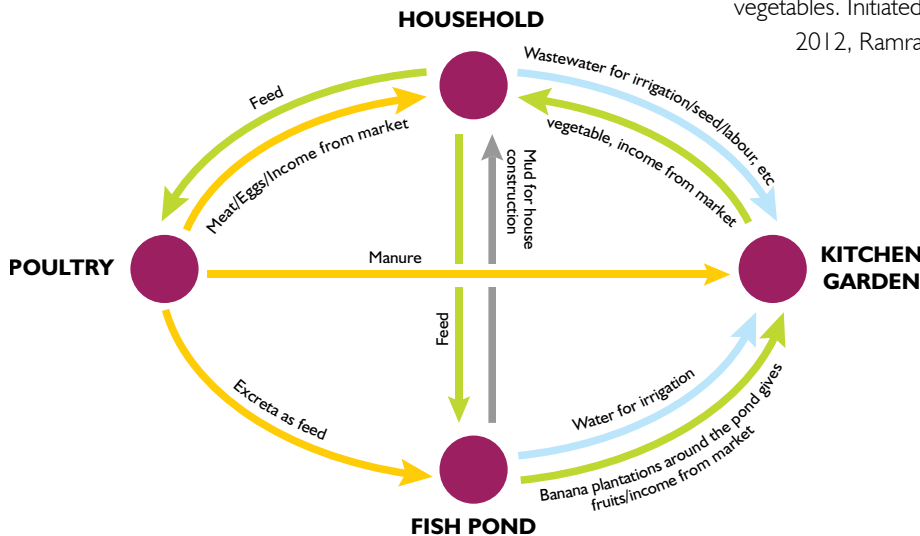 vegetables. Initiated
2012, Ramra
HOUSEHOLD
Wastewater for irrigation/seed/labour, etc
Feed
Meat/Eggs/Income from market
vegetable, income from market
Mud for house
construction
POULTRY
Manure
KITCHEN
GARDEN
Feed
Excreta as feed
Water for irrigation
Banana plantations around the pond gives
fruits/income from market
FISH POND